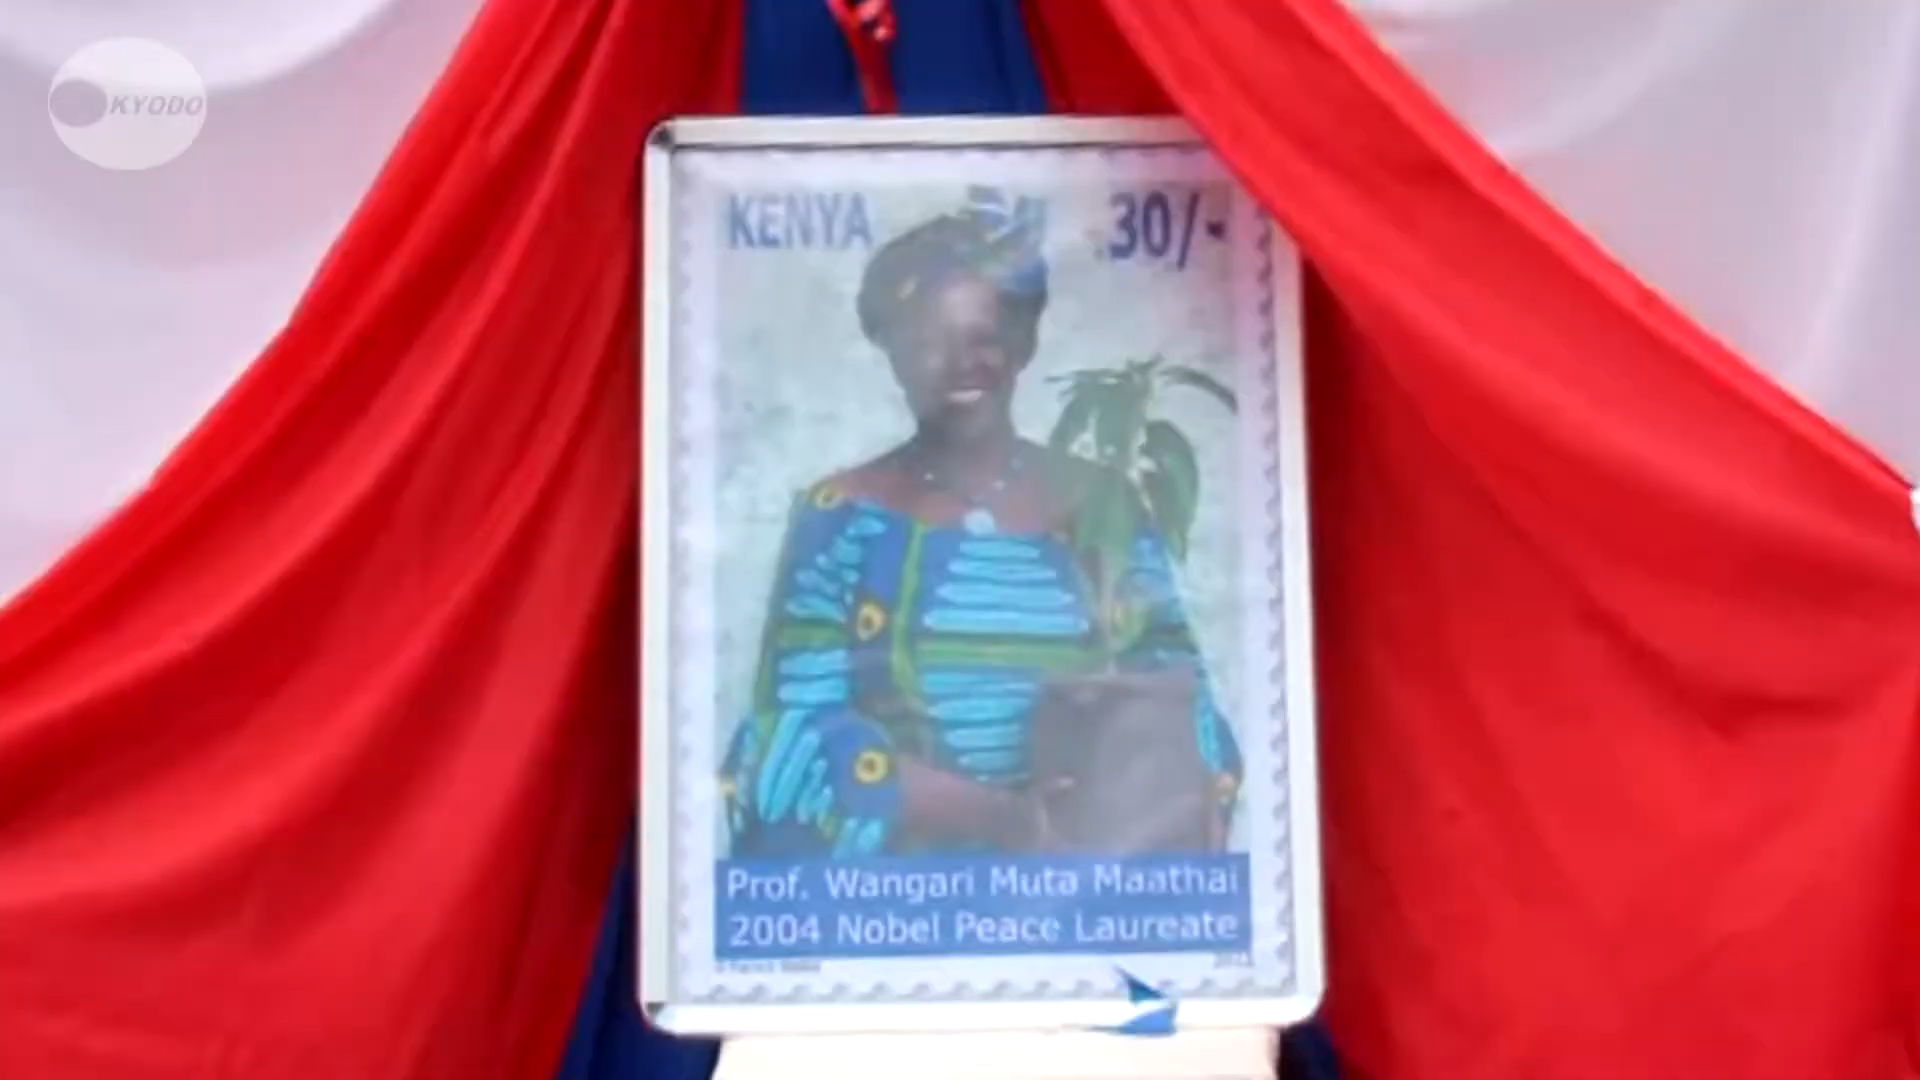 KYODO
KENYA 30/-
Prof. Wangari Muta Maathai
2004 Nobel Peace Laureate